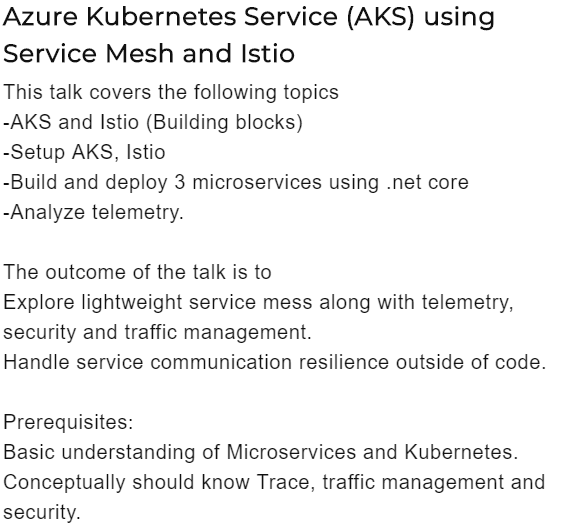 Azure Kubernetes Service (AKS) using
Service Mesh and Istio
This talk covers the following topics
-AKS and Istio (Building blocks)
-Setup AKS, Istio
-Build and deploy 3 microservices using .net core
-Analyze telemetry.
The outcome of the talk is to
Explore lightweight service mess along with telemetry,
security and traffic management.
Handle service communication resilience outside of code.
Prerequisites:
Basic understanding of Microservices and Kubernetes.
Conceptually should know Trace, traffic management and
security.